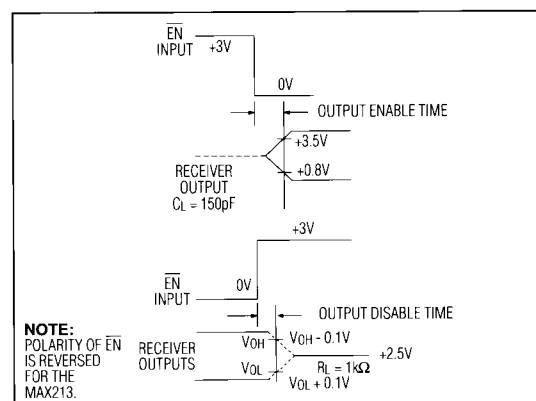 EN
INPUT +3V
0V
OUTPUT ENABLE TIME
+3.5V
RECEIVER
OUTPUT
CL = 150pF
+0.8V
+3V
0V
EN
INPUT
OUTPUT DISABLE TIME
NOTE:
POLARITY OF EN
IS REVERSED
FOR THE
MAX213.
RECEIVER
OUTPUTS
VOH
VOH - 0.1V
+2.5V
VOL
RL = 1kΩ
VOL + 0.1V